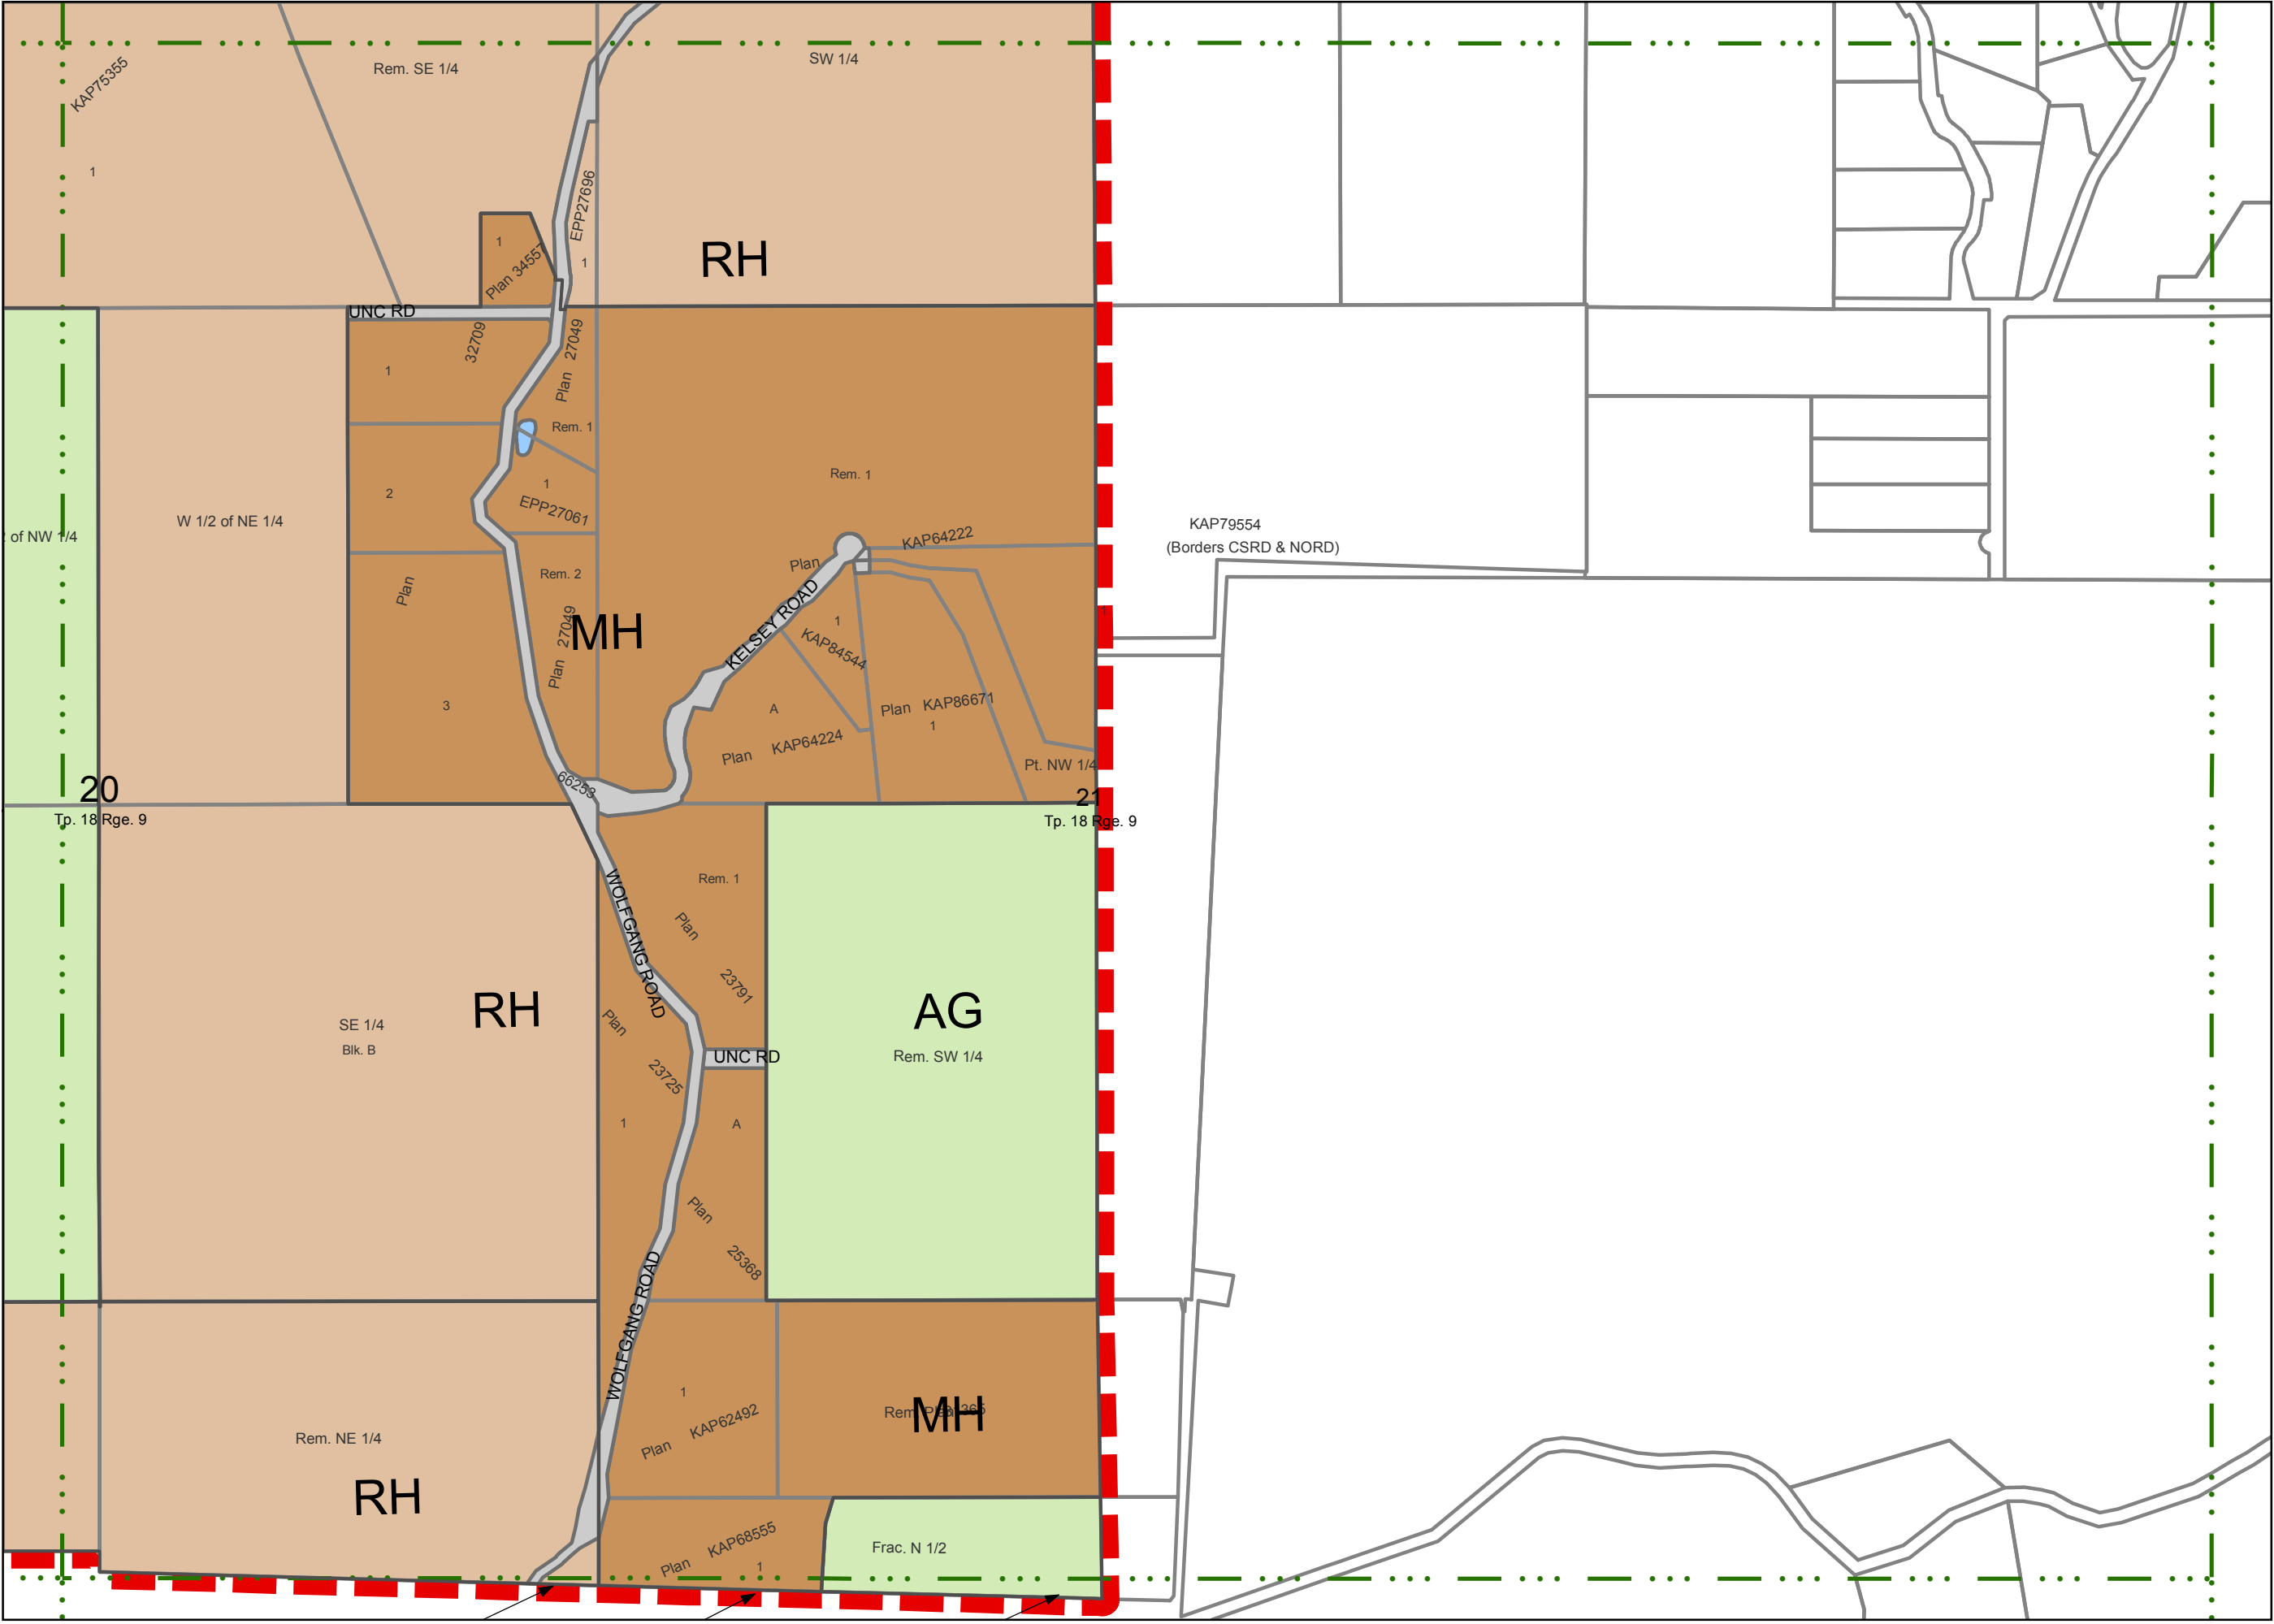 KAP75355
Rem. SE 1/4
SW 1/4
1
EPP27696
1
Plan 34557
1
RH
UNC RD
32709
Plan 27049
1
Rem. 1
Rem. 1
2
1
EPP27061
W 1/2 of NE 1/4
of NW 1/4
KAP79554
(Borders CSRD & NORD)
KAP64222
Plan
Rem. 2
Plan
KELSEY ROAD
1
KAP84544
Plan 27049
MH
3
A
Plan KAP86671
1
Plan KAP64224
Pt. NW 1/4
66253
20
Tp. 18 Rge. 9
21
Tp. 18 Rge. 9
Rem. 1
WOLFGANG ROAD
Plan 23791
RH
AG
SE 1/4
Blk. B
Plan 23725
UNC RD
Rem. SW 1/4
1
A
Plan 25368
WOLFGANG ROAD
1
Plan KAP62492
Rem.
MH
Rem. NE 1/4
RH
Plan KAP68555
1
Frac. N 1/2